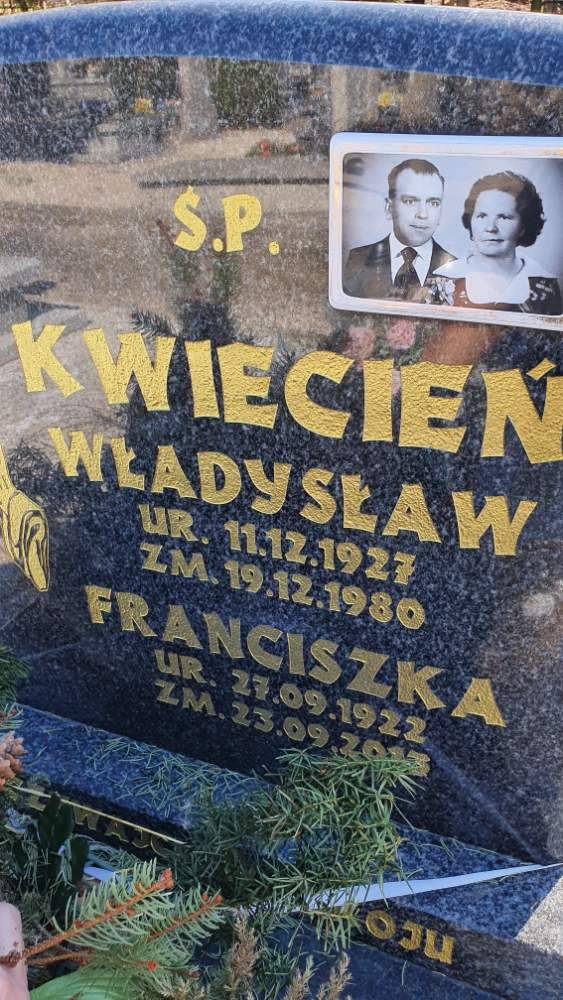 Ś.P.
KWIECIEŃ
WŁADYSŁAW
UR. 11.12.1927
ZM. 19.12.1980
FRANCISZKA
UR. 27.09.1922
ZM. 23.09.2013
OJU